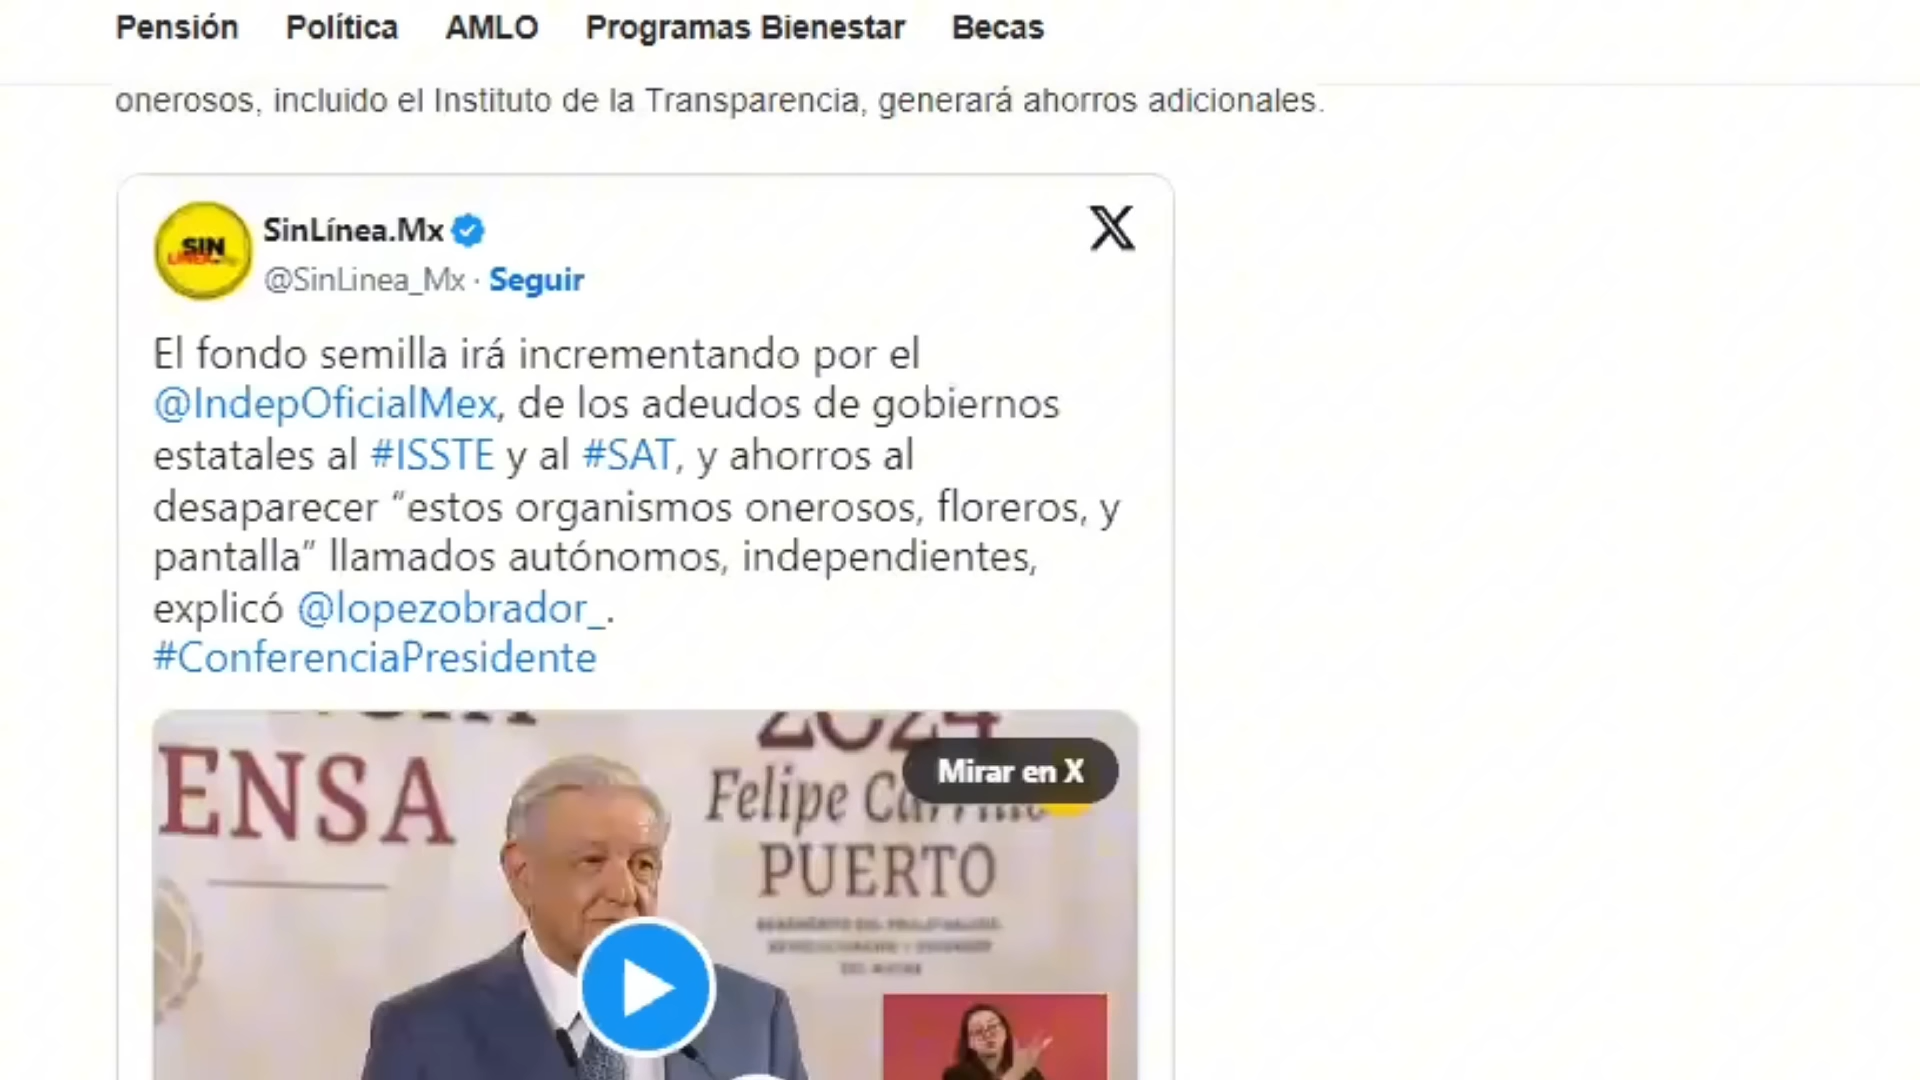 Pensión Política AMLO Programas Bienestar Becas
onerosos, incluido el Instituto de la Transparencia, generará ahorros adicionales.
SIN
SinLínea.Mx
@SinLinea_Mx · Seguir
El fondo semilla irá incrementando por el
@IndepOficialMex, de los adeudos de gobiernos
estatales al #ISSTE y al #SAT, y ahorros al
desaparecer “estos organismos onerosos, floreros, y
pantalla” llamados autónomos, independientes,
explicó @lopezobrador_.
#ConferenciaPresidente
2024
ENSA
Mirar en X
Felipe Carrillo
PUERTO